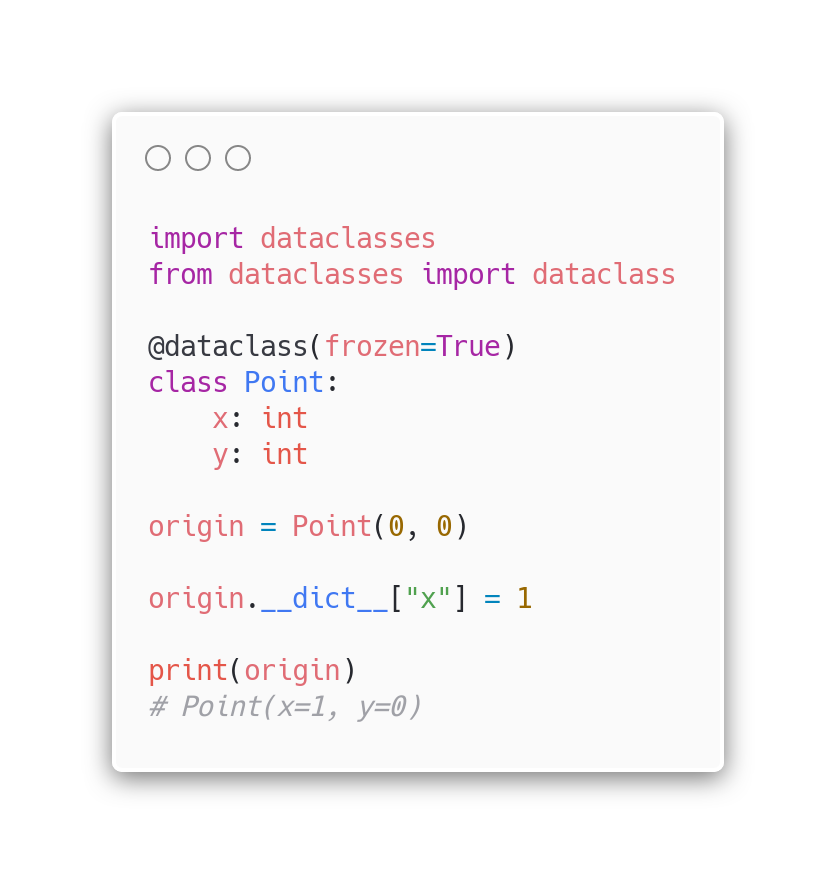 import dataclasses
from dataclasses import dataclass
@dataclass(frozen=True)
class Point:
    x: int
    y: int
origin = Point(0, 0)
origin.__dict__["x"] = 1
print(origin)
# Point(x=1, y=0)